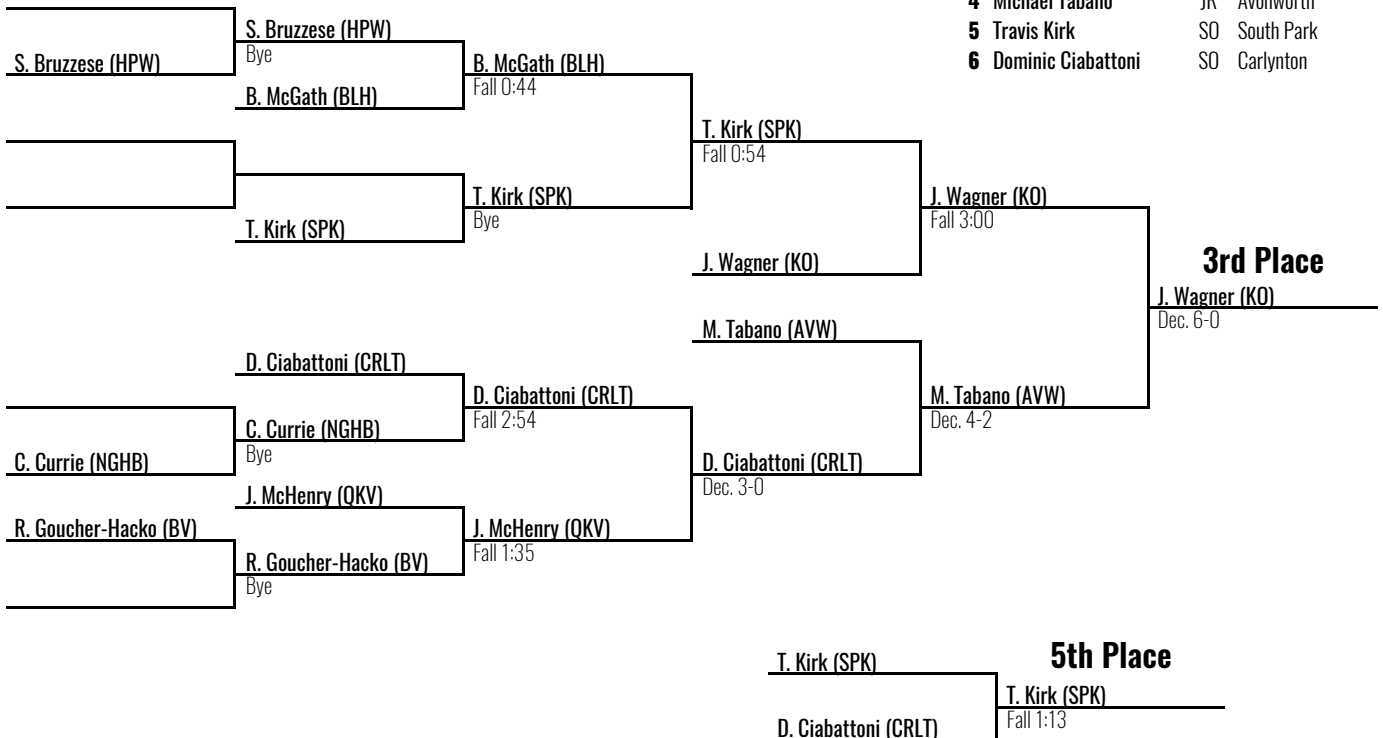 4 Michael Tabano JR Avonworth
5 Travis Kirk SO South Park
6 Dominic Ciabattoni SO Carlynton
S. Bruzzese (HPW)
S. Bruzzese (HPW)
Bye
B. McGath (BLH)
B. McGath (BLH)
Fall 0:44
T. Kirk (SPK)
T. Kirk (SPK)
Bye
T. Kirk (SPK)
Fall 0:54
J. Wagner (KO)
J. Wagner (KO)
Fall 3:00
3rd Place
J. Wagner (KO)
Dec. 6-0
M. Tabano (AVW)
M. Tabano (AVW)
Dec. 4-2
D. Ciabattoni (CRLT)
D. Ciabattoni (CRLT)
Fall 2:54
C. Currie (NGHB)
Bye
C. Currie (NGHB)
D. Ciabattoni (CRLT)
Dec. 3-0
J. McHenry (QKV)
R. Goucher-Hacko (BV)
J. McHenry (QKV)
Fall 1:35
R. Goucher-Hacko (BV)
Bye
5th Place
T. Kirk (SPK)
T. Kirk (SPK)
Fall 1:13
D. Ciabattoni (CRLT)